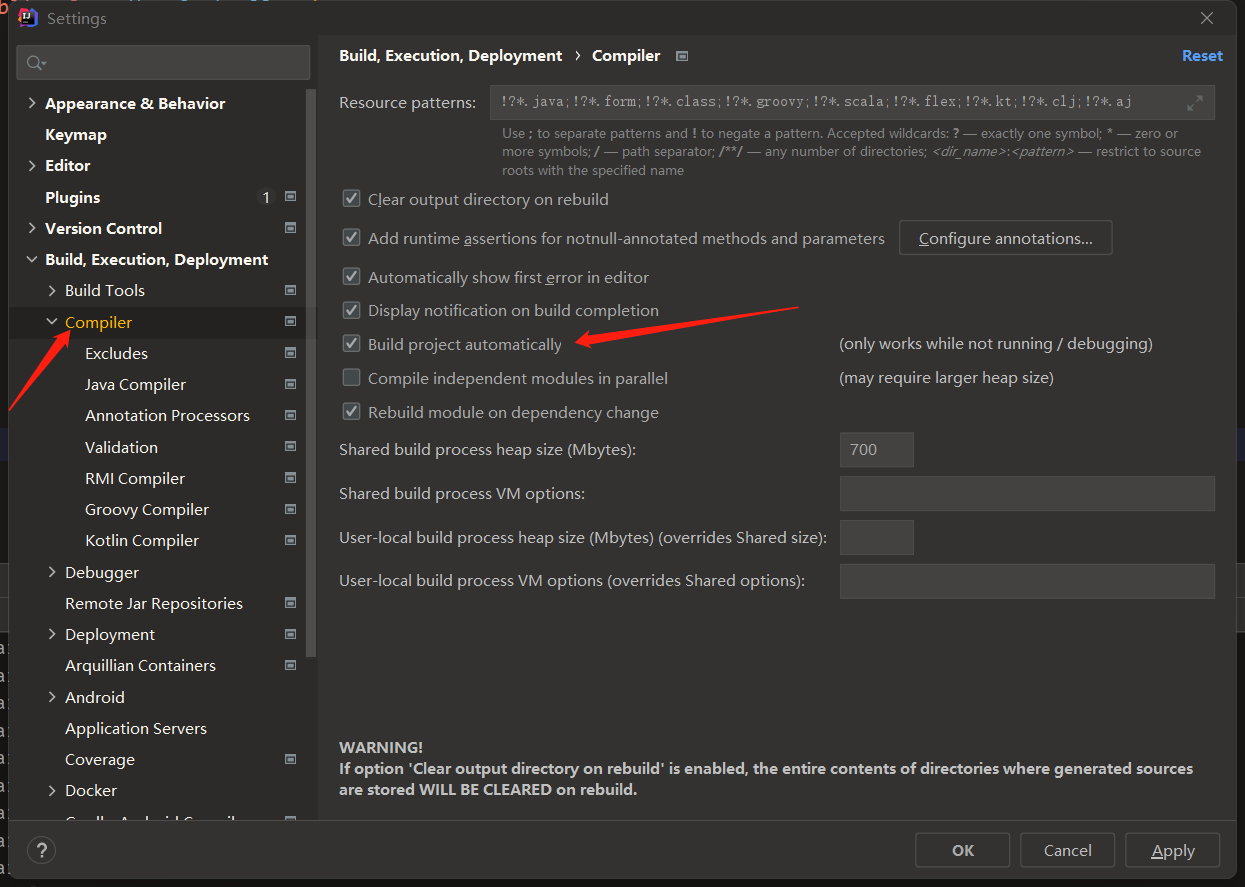 Settings
Appearance & Behavior
Keymap
Editor
Plugins 1
Version Control
Build, Execution, Deployment
Build Tools
Compiler
Excludes
Java Compiler
Annotation Processors
Validation
RMI Compiler
Groovy Compiler
Kotlin Compiler
Debugger
Remote Jar Repositories
Deployment
Arquillian Containers
Android
Application Servers
Coverage
Docker
Build, Execution, Deployment › Compiler
Reset
Resource patterns: !?*.java;!?*.form;!?*.class;!?*.groovy;!?*.scala;!?*.flex;!?*.kt;!?*.clj;!?*.aj
Use ; to separate patterns and ! to negate a pattern. Accepted wildcards: ? — exactly one symbol; * — zero or
more symbols; / — path separator; /**/ — any number of directories; <dir_name>:<pattern> — restrict to source
roots with the specified name
Clear output directory on rebuild
Add runtime assertions for notnull-annotated methods and parameters Configure annotations...
Automatically show first error in editor
Display notification on build completion
Build project automatically (only works while not running / debugging)
Compile independent modules in parallel (may require larger heap size)
Rebuild module on dependency change
Shared build process heap size (Mbytes): 700
Shared build process VM options:
User-local build process heap size (Mbytes) (overrides Shared size):
User-local build process VM options (overrides Shared options):
WARNING!
If option 'Clear output directory on rebuild' is enabled, the entire contents of directories where generated sources
are stored WILL BE CLEARED on rebuild.
? OK Cancel Apply